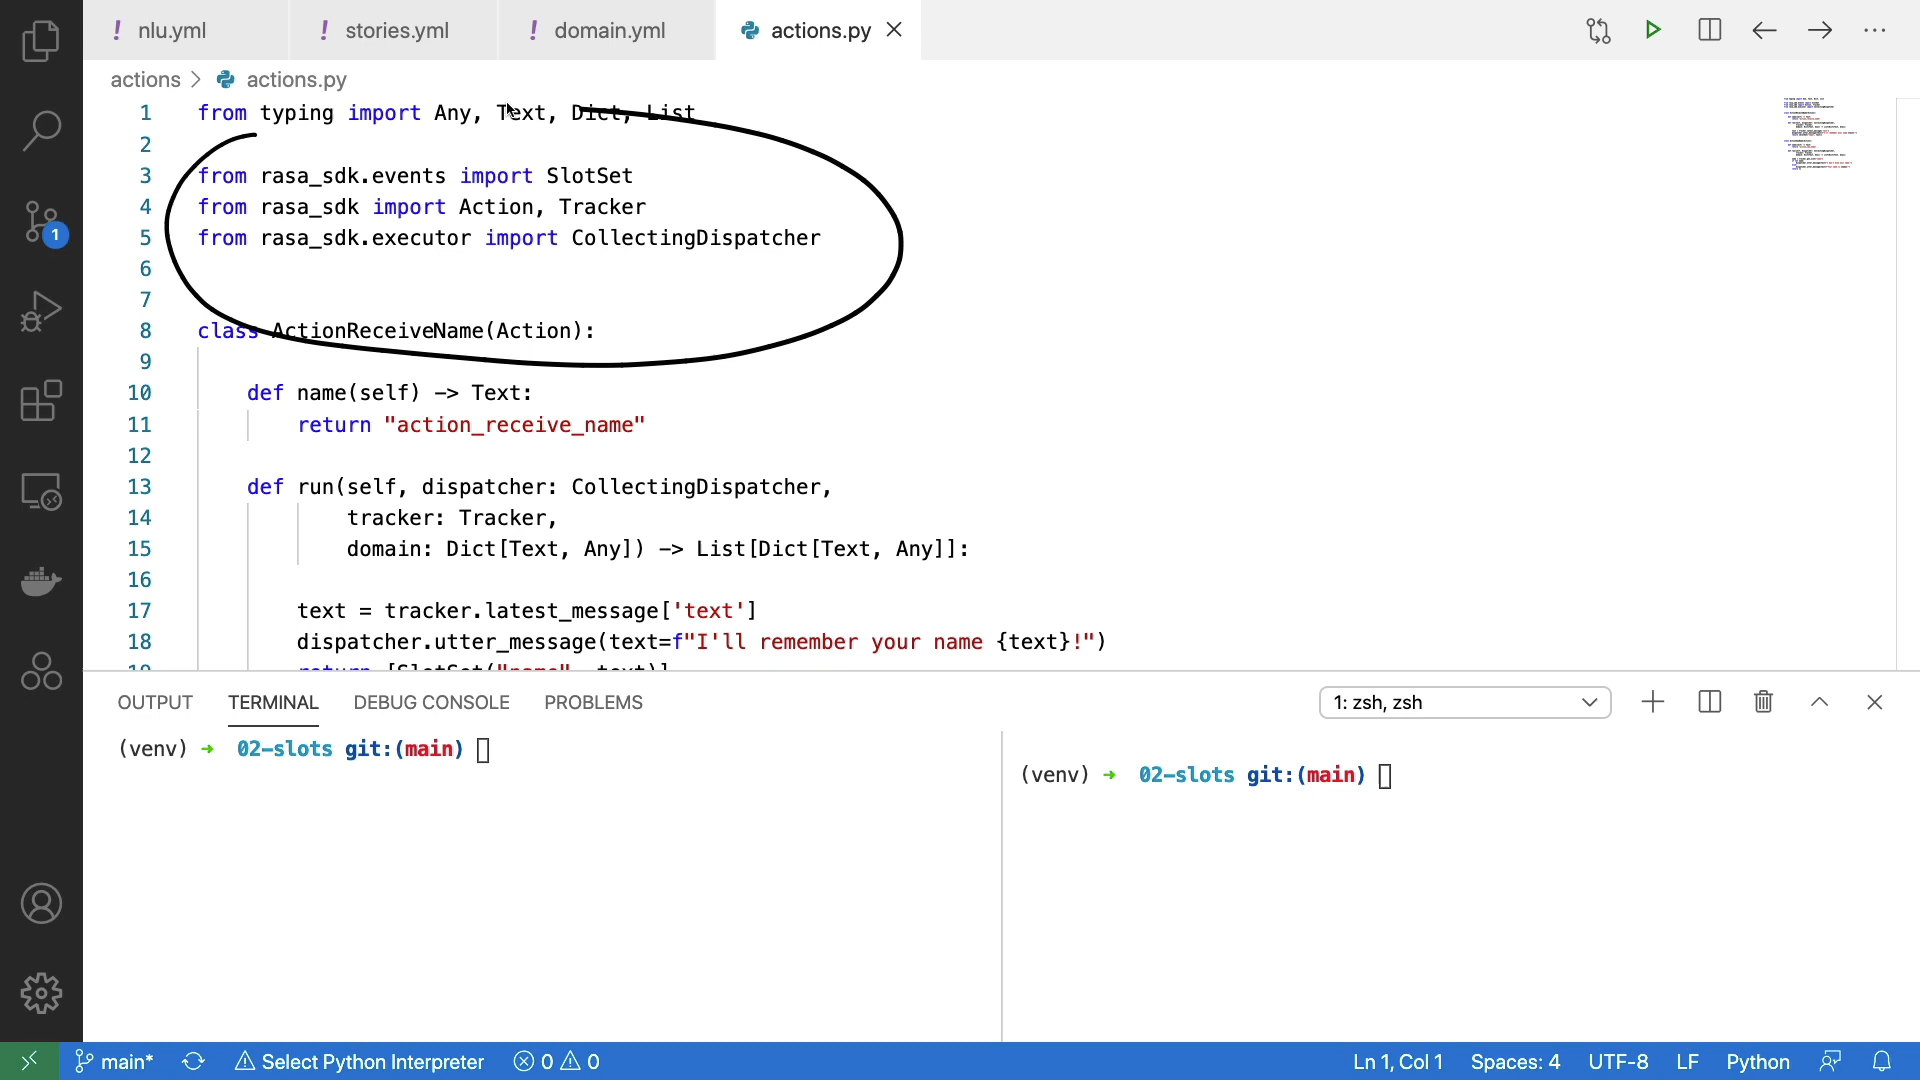 nlu.yml
stories.yml
domain.yml
actions.py
actions > actions.py
1 from typing import Any, Text, Dict, List
2
3 from rasa_sdk.events import SlotSet
4 from rasa_sdk import Action, Tracker
5 from rasa_sdk.executor import CollectingDispatcher
6
7
8 class ActionReceiveName(Action):
9
10 def name(self) -> Text:
11 return "action_receive_name"
12
13 def run(self, dispatcher: CollectingDispatcher,
14 tracker: Tracker,
15 domain: Dict[Text, Any]) -> List[Dict[Text, Any]]:
16
17 text = tracker.latest_message['text']
18 dispatcher.utter_message(text=f"I'll remember your name {text}!")
19 return [SlotSet("name", text)]
OUTPUT TERMINAL DEBUG CONSOLE PROBLEMS
1: zsh, zsh
(venv) → 02-slots git:(main)
(venv) → 02-slots git:(main)
1
main* Select Python Interpreter 0 0 Ln 1, Col 1 Spaces: 4 UTF-8 LF Python